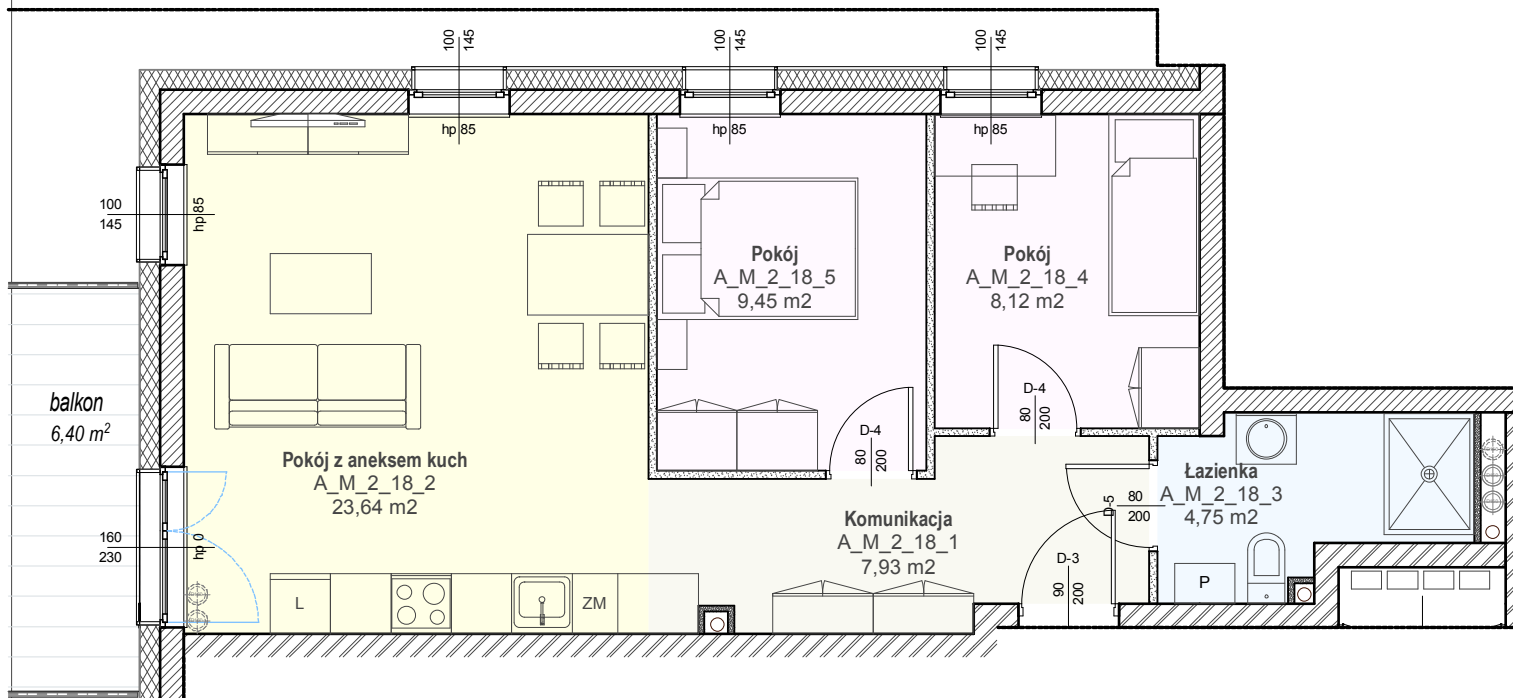 100
145
100
145
100
145
hp 85
hp 85
hp 85
100
145
hp 85
Pokój
A_M_2_18_5
9,45 m2
Pokój
A_M_2_18_4
8,12 m2
balkon
6,40 m²
D-4
80
200
D-4
80
200
Pokój z aneksem kuch
A_M_2_18_2
23,64 m2
Łazienka
A_M_2_18_3
4,75 m2
80
200
Komunikacja
A_M_2_18_1
7,93 m2
160
230
hp 0
D-3
90
200
L
ZM
P